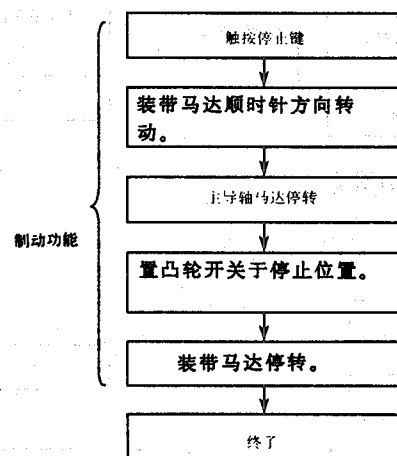 触按停止键
装带马达顺时针方向转
动。
主导轴马达停转
制动功能
置凸轮开关于停止位置。
装带马达停转。
终了